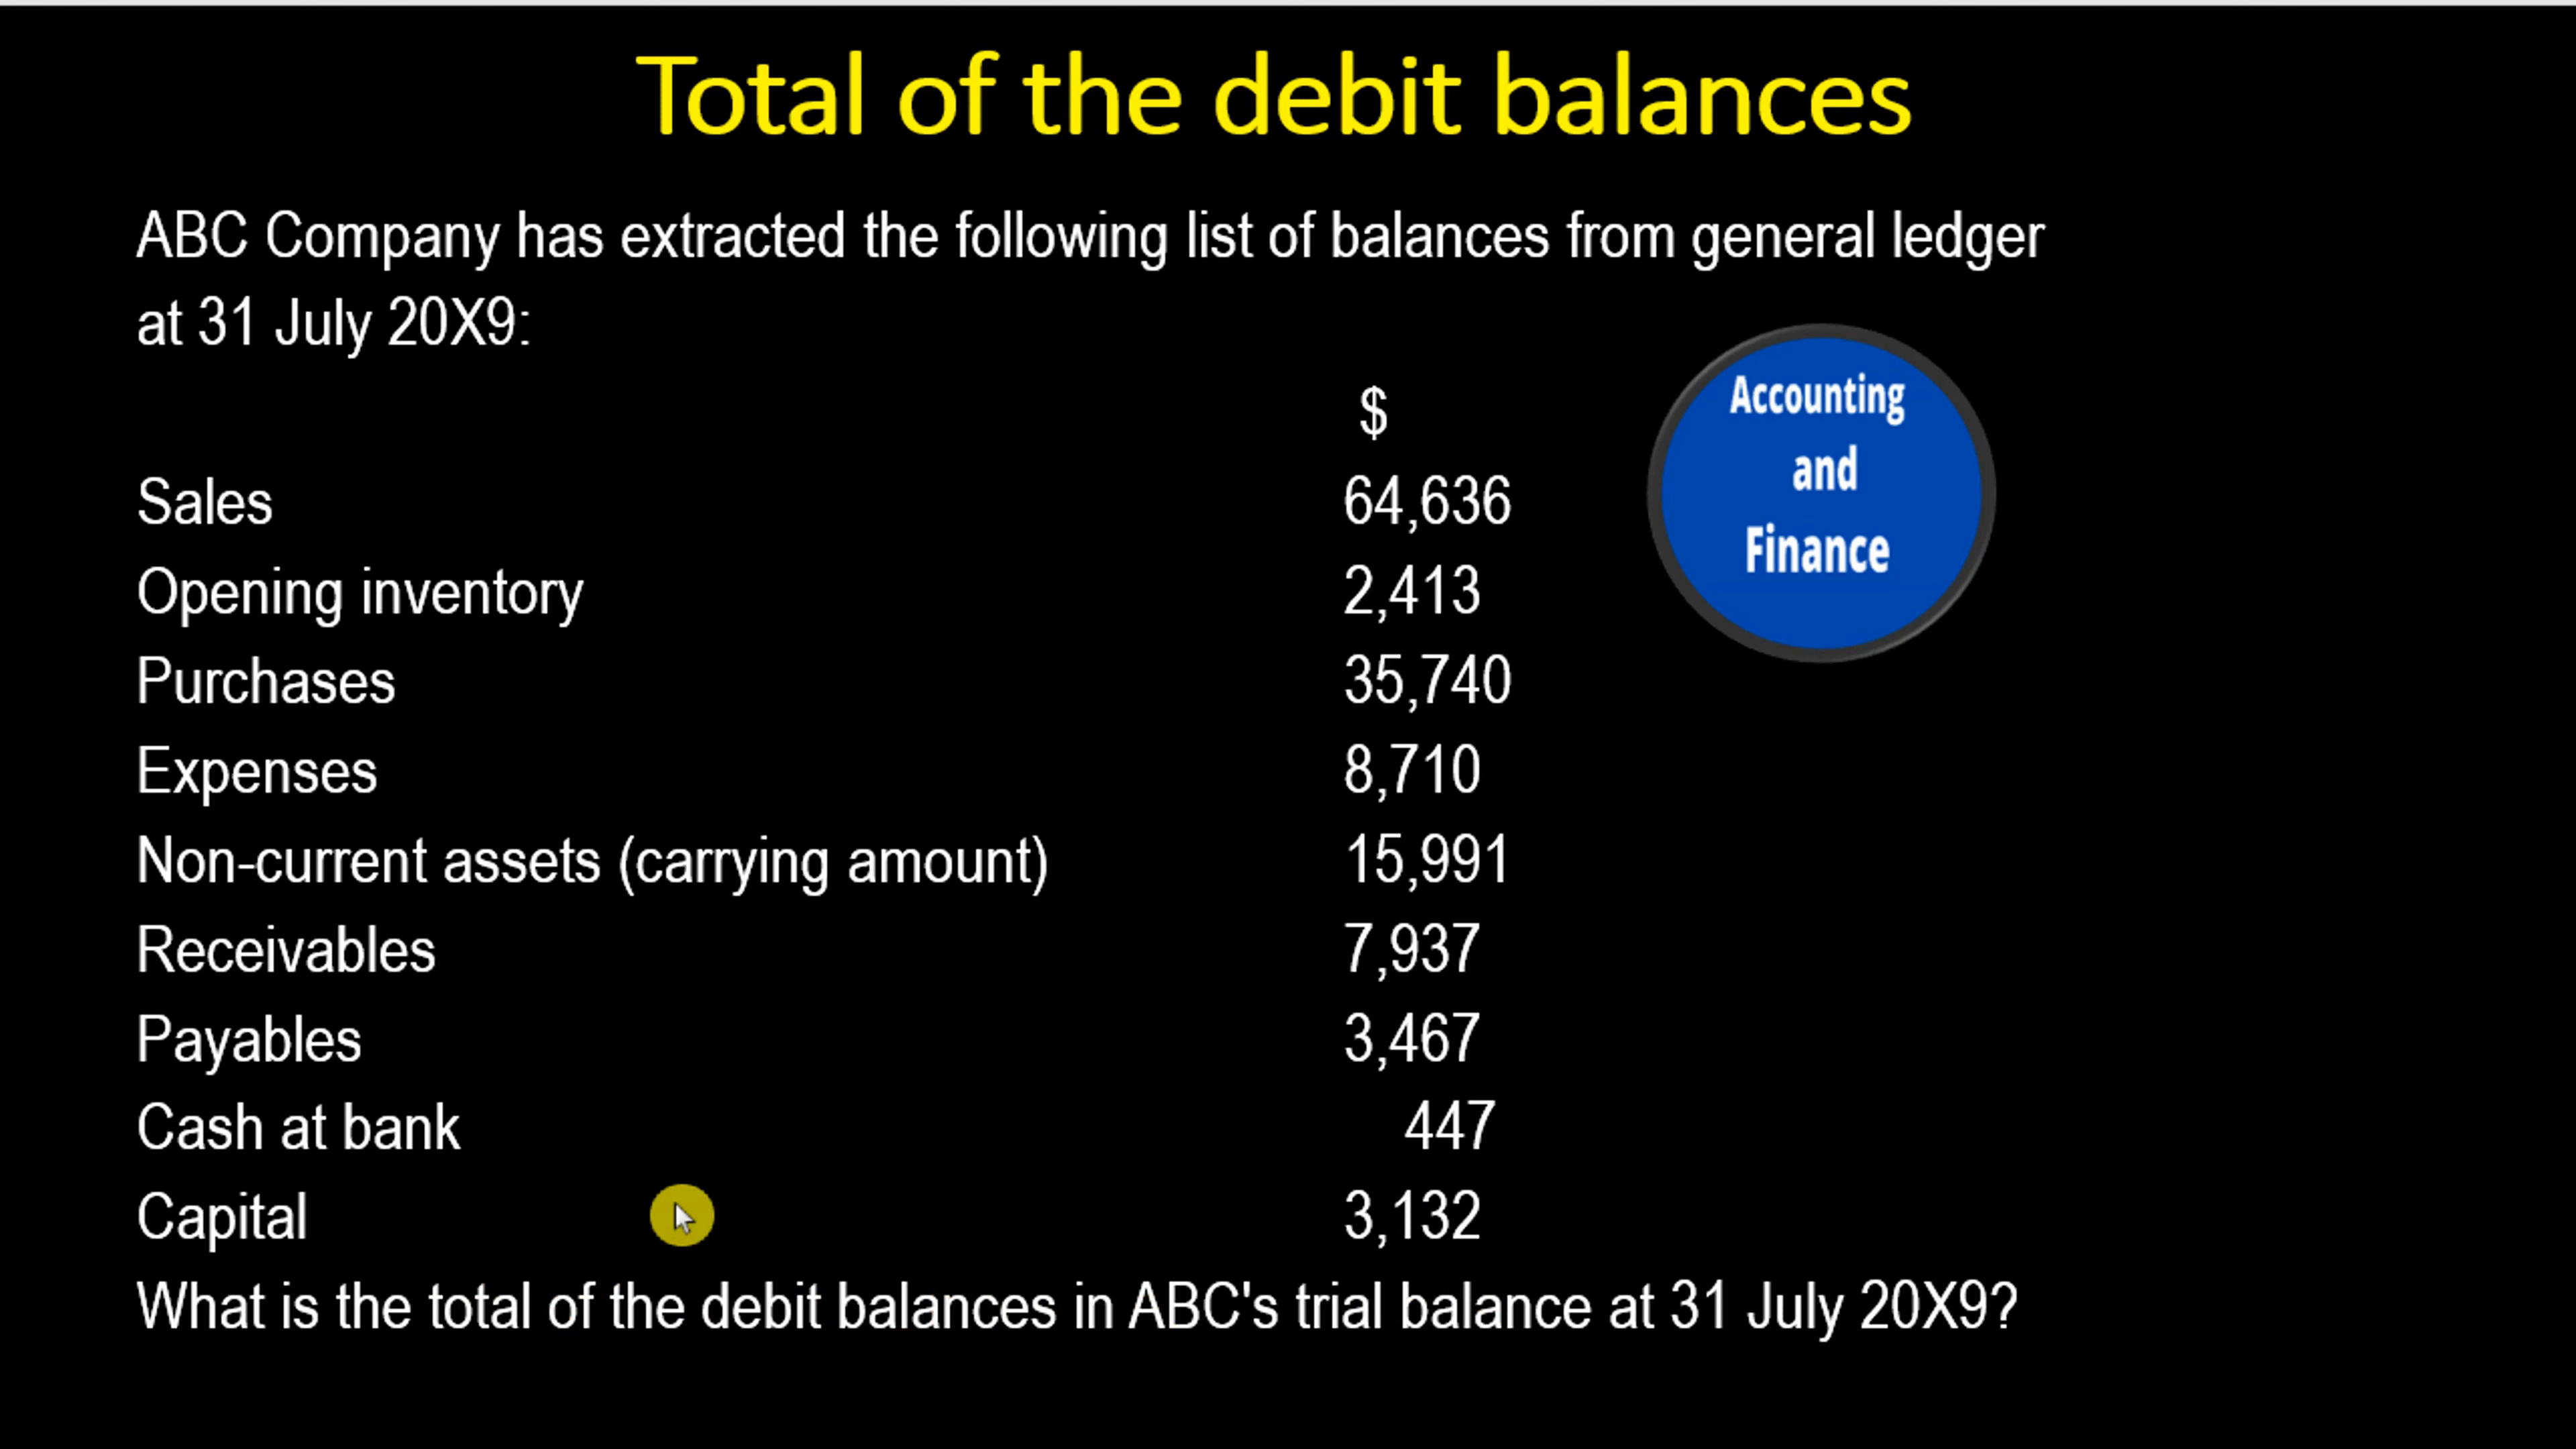 Total of the debit balances
ABC Company has extracted the following list of balances from general ledger
at 31 July 20X9:
$
Sales 64,636
Opening inventory 2,413
Purchases 35,740
Expenses 8,710
Non-current assets (carrying amount) 15,991
Receivables 7,937
Payables 3,467
Cash at bank 447
Capital 3,132
What is the total of the debit balances in ABC's trial balance at 31 July 20X9?
Accounting
and
Finance